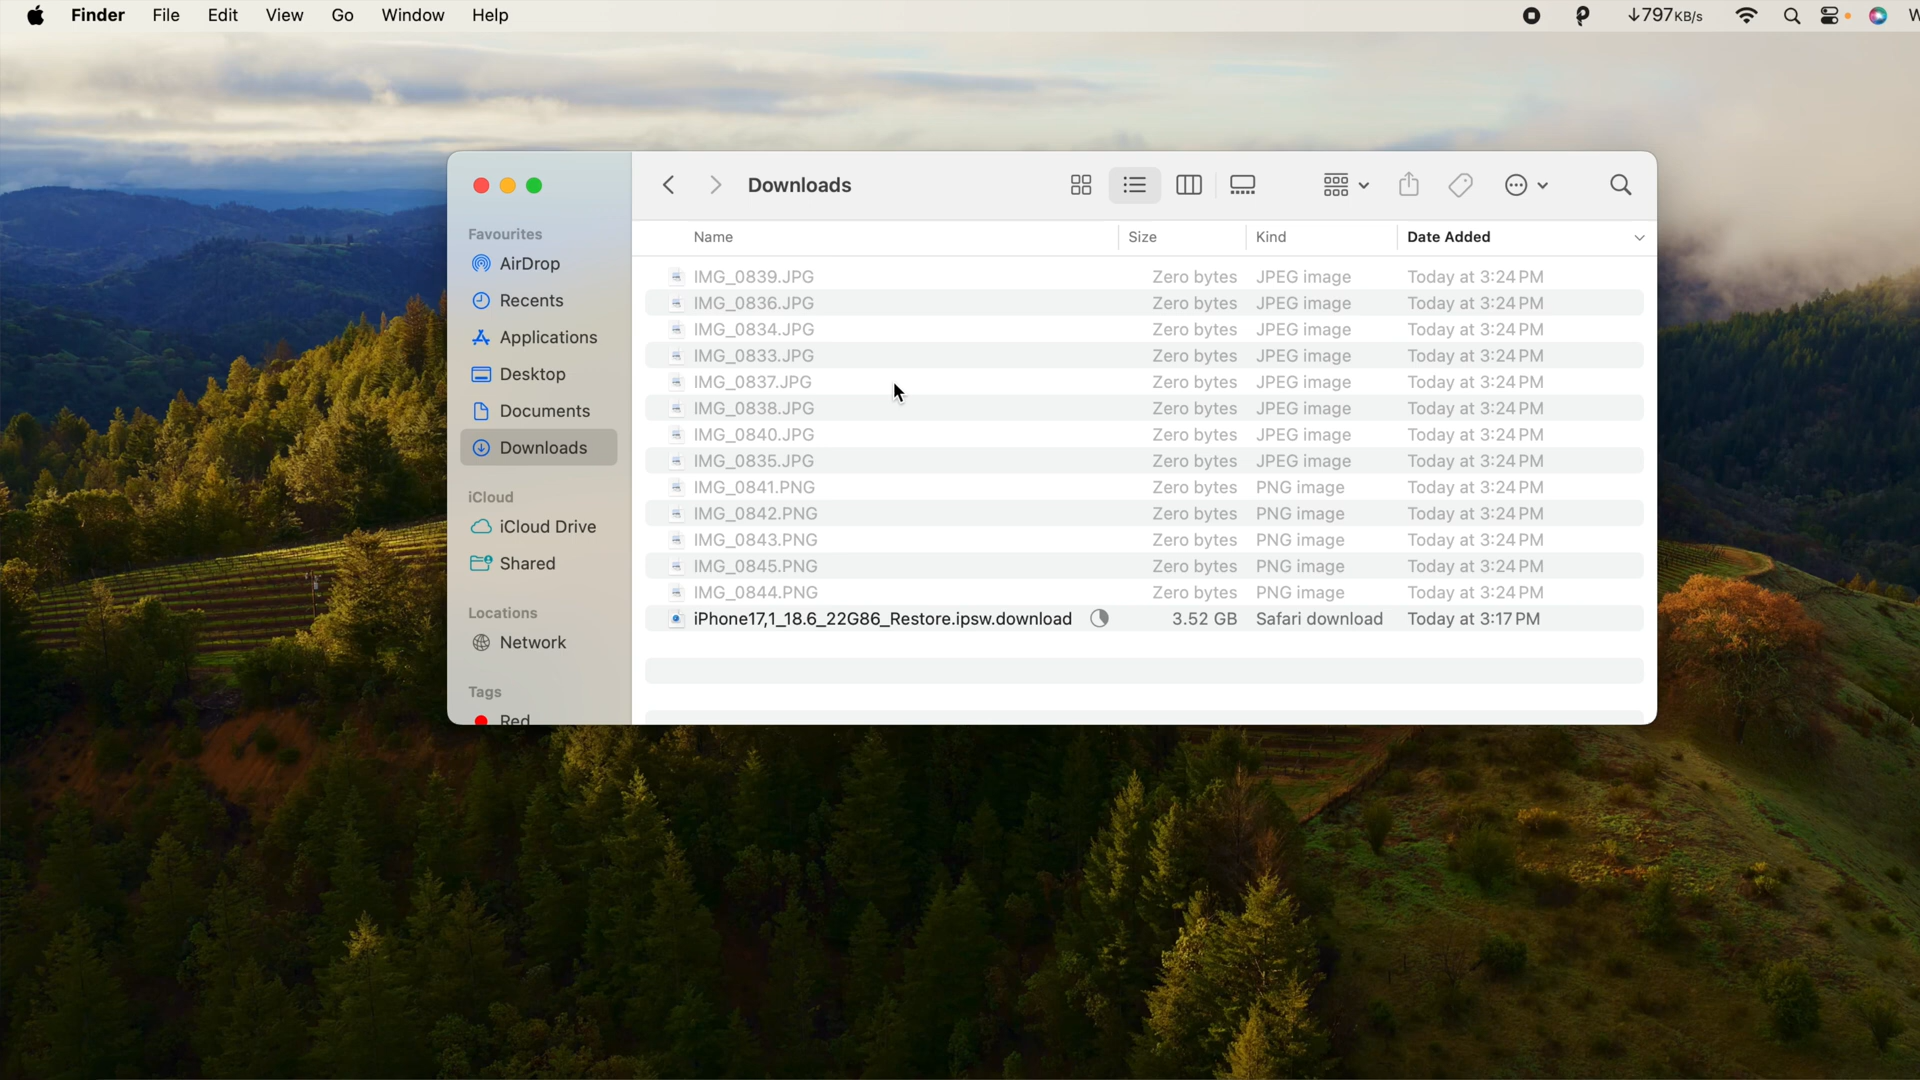 Finder File Edit View Go Window Help ↓797KB/s
Downloads
Favourites
AirDrop
Recents
Applications
Desktop
Documents
Downloads
iCloud
iCloud Drive
Shared
Locations
Network
Tags
Red
Name Size Kind Date Added
IMG_0839.JPG Zero bytes JPEG image Today at 3:24 PM
IMG_0836.JPG Zero bytes JPEG image Today at 3:24 PM
IMG_0834.JPG Zero bytes JPEG image Today at 3:24 PM
IMG_0833.JPG Zero bytes JPEG image Today at 3:24 PM
IMG_0837.JPG Zero bytes JPEG image Today at 3:24 PM
IMG_0838.JPG Zero bytes JPEG image Today at 3:24 PM
IMG_0840.JPG Zero bytes JPEG image Today at 3:24 PM
IMG_0835.JPG Zero bytes JPEG image Today at 3:24 PM
IMG_0841.PNG Zero bytes PNG image Today at 3:24 PM
IMG_0842.PNG Zero bytes PNG image Today at 3:24 PM
IMG_0843.PNG Zero bytes PNG image Today at 3:24 PM
IMG_0845.PNG Zero bytes PNG image Today at 3:24 PM
IMG_0844.PNG Zero bytes PNG image Today at 3:24 PM
iPhone17,1_18.6_22G86_Restore.ipsw.download 3.52 GB Safari download Today at 3:17 PM